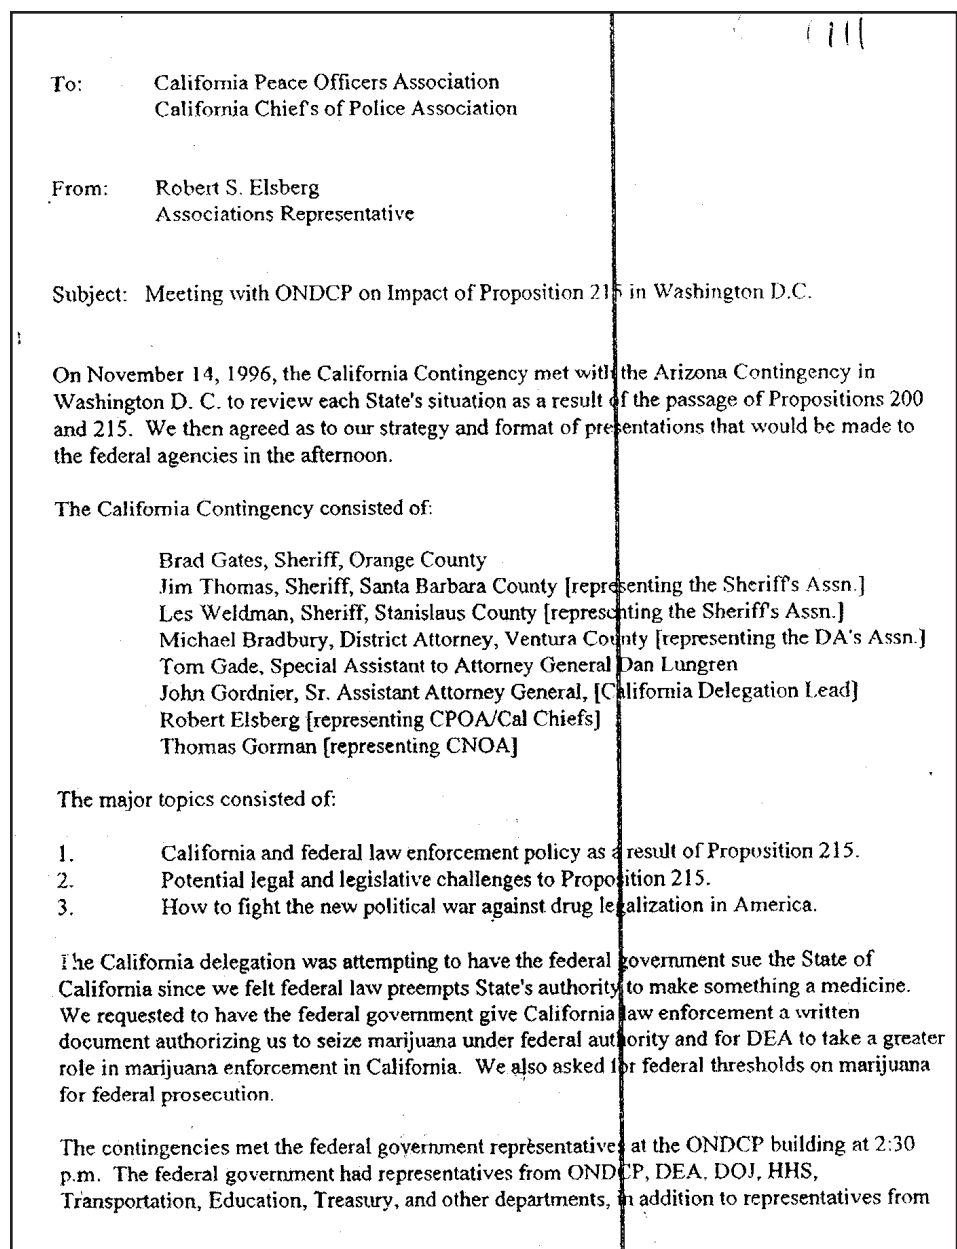 To: California Peace Officers Association
California Chiefs of Police Association
From: Robert S. Elsberg
Associations Representative
Subject: Meeting with ONDCP on Impact of Proposition 215 in Washington D.C.
On November 14, 1996, the California Contingency met with the Arizona Contingency in
Washington D. C. to review each State's situation as a result of the passage of Propositions 200
and 215. We then agreed as to our strategy and format of presentations that would be made to
the federal agencies in the afternoon.
The California Contingency consisted of:
Brad Gates, Sheriff, Orange County
Jim Thomas, Sheriff, Santa Barbara County [representing the Sheriff's Assn.]
Les Weldman, Sheriff, Stanislaus County [representing the Sheriff's Assn.]
Michael Bradbury, District Attorney, Ventura County [representing the DA's Assn.]
Tom Gade, Special Assistant to Attorney General Dan Lungren
John Gordnier, Sr. Assistant Attorney General, [California Delegation Lead]
Robert Elsberg [representing CPOA/Cal Chiefs]
Thomas Gorman [representing CNOA]
The major topics consisted of:
1. California and federal law enforcement policy as a result of Proposition 215.
2. Potential legal and legislative challenges to Proposition 215.
3. How to fight the new political war against drug legalization in America.
The California delegation was attempting to have the federal government sue the State of
California since we felt federal law preempts State's authority to make something a medicine.
We requested to have the federal government give California law enforcement a written
document authorizing us to seize marijuana under federal authority and for DEA to take a greater
role in marijuana enforcement in California. We also asked for federal thresholds on marijuana
for federal prosecution.
The contingencies met the federal government representatives at the ONDCP building at 2:30
p.m. The federal government had representatives from ONDCP, DEA, DOJ, HHS,
Transportation, Education, Treasury, and other departments, in addition to representatives from